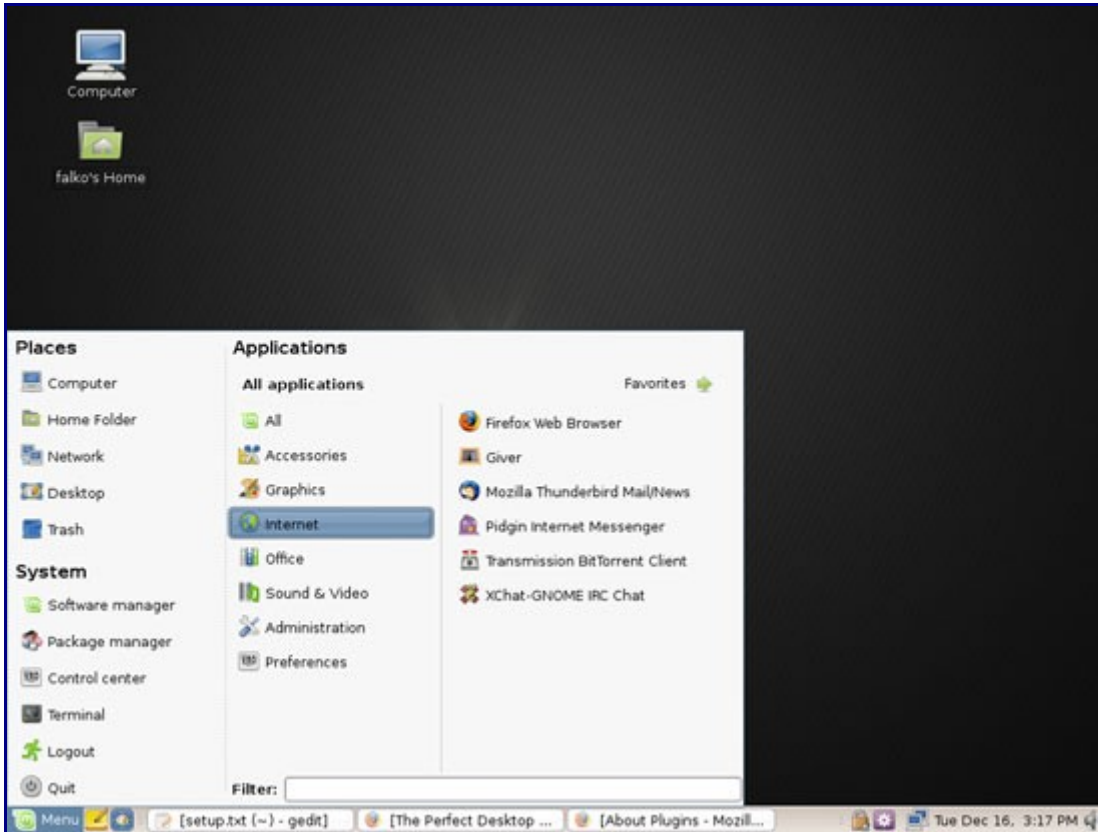 Computer
falko's Home
Places
Computer
Home Folder
Network
Desktop
Trash
System
Software manager
Package manager
Control center
Terminal
Logout
Quit
Applications
All applications
Favorites
All
Accessories
Graphics
Internet
Office
Sound & Video
Administration
Preferences
Firefox Web Browser
Giver
Mozilla Thunderbird Mail/News
Pidgin Internet Messenger
Transmission BitTorrent Client
XChat-GNOME IRC Chat
Filter:
Menu
[setup.txt (~) - gedit]
[The Perfect Desktop ...
[About Plugins - Mozill...
Tue Dec 16, 3:17 PM